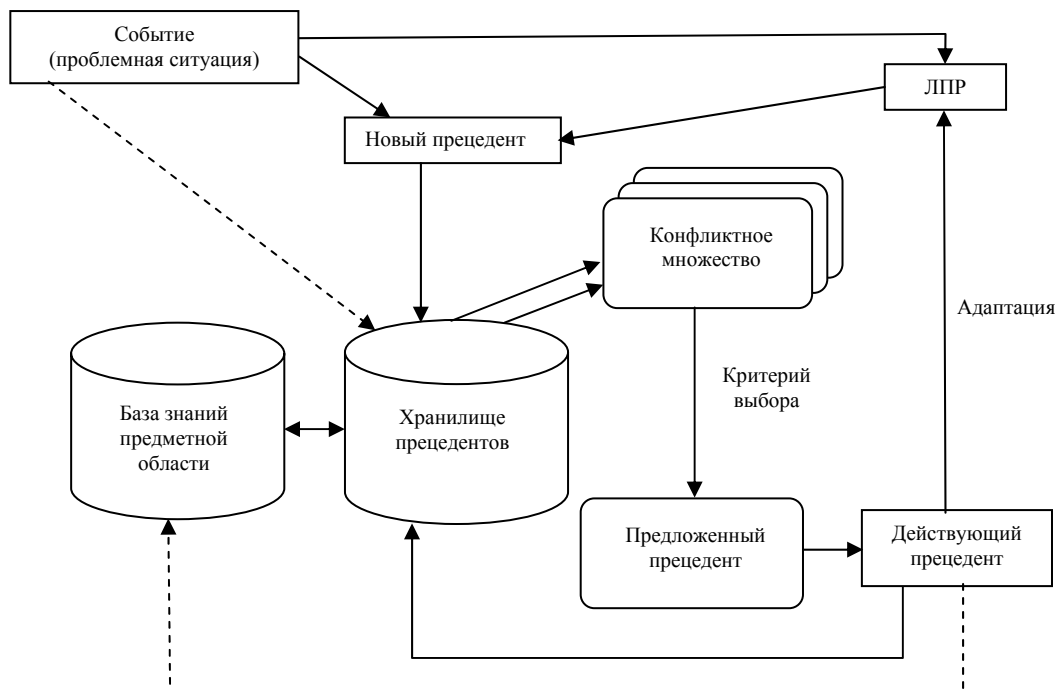 Событие
(проблемная ситуация)
ЛПР
Новый прецедент
Конфликтное
множество
Адаптация
Критерий
выбора
База знаний
предметной
области
Хранилище
прецедентов
Предложенный
прецедент
Действующий
прецедент